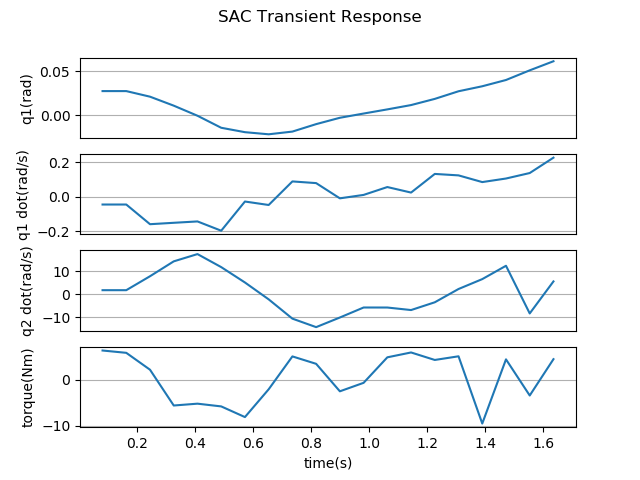 SAC Transient Response
q1(rad)
0.05
0.00
q1 dot(rad/s)
0.2
0.0
−0.2
q2 dot(rad/s)
10
0
−10
torque(Nm)
0
−10
0.2 0.4 0.6 0.8 1.0 1.2 1.4 1.6
time(s)